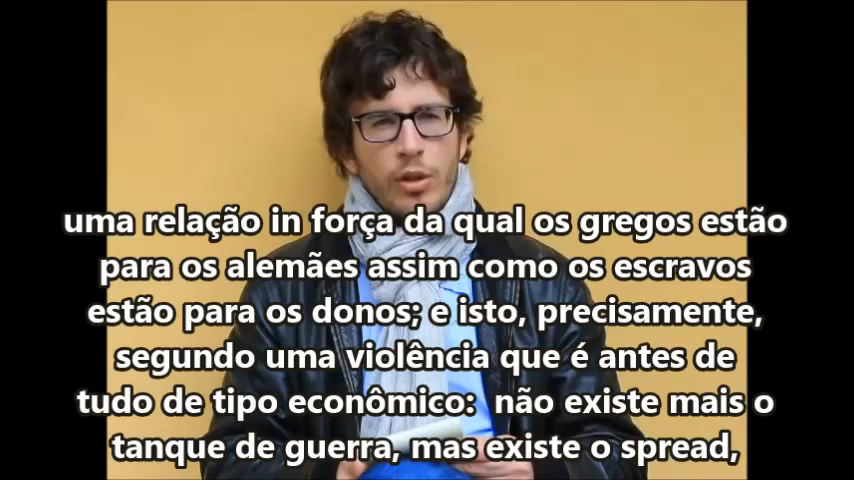 uma relação in força da qual os gregos estão
para os alemães assim como os escravos
estão para os donos; e isto, precisamente,
segundo uma violência que é antes de
tudo de tipo econômico:  não existe mais o
tanque de guerra, mas existe o spread,